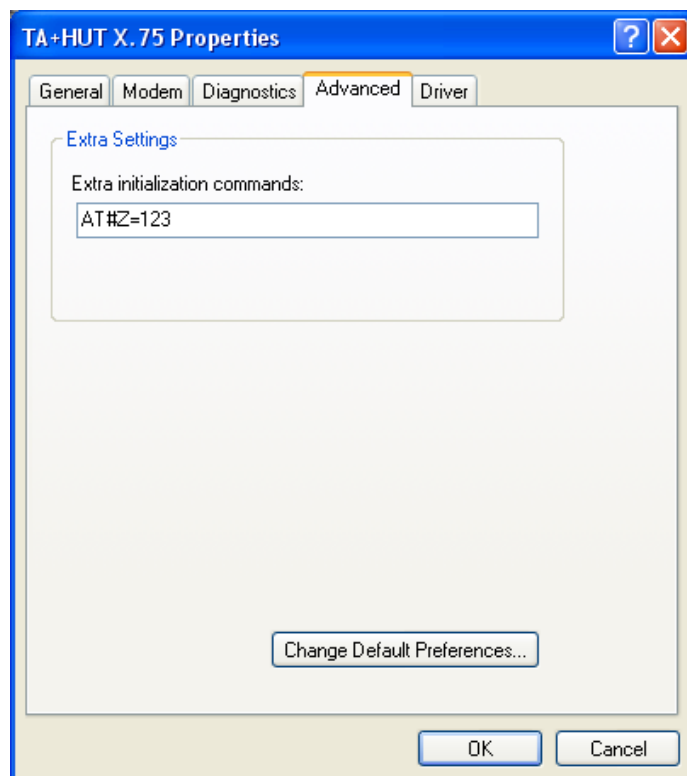 TA+HUT X.75 Properties
General Modem Diagnostics Advanced Driver
Extra Settings
Extra initialization commands:
AT#Z=123
Change Default Preferences...
OK Cancel